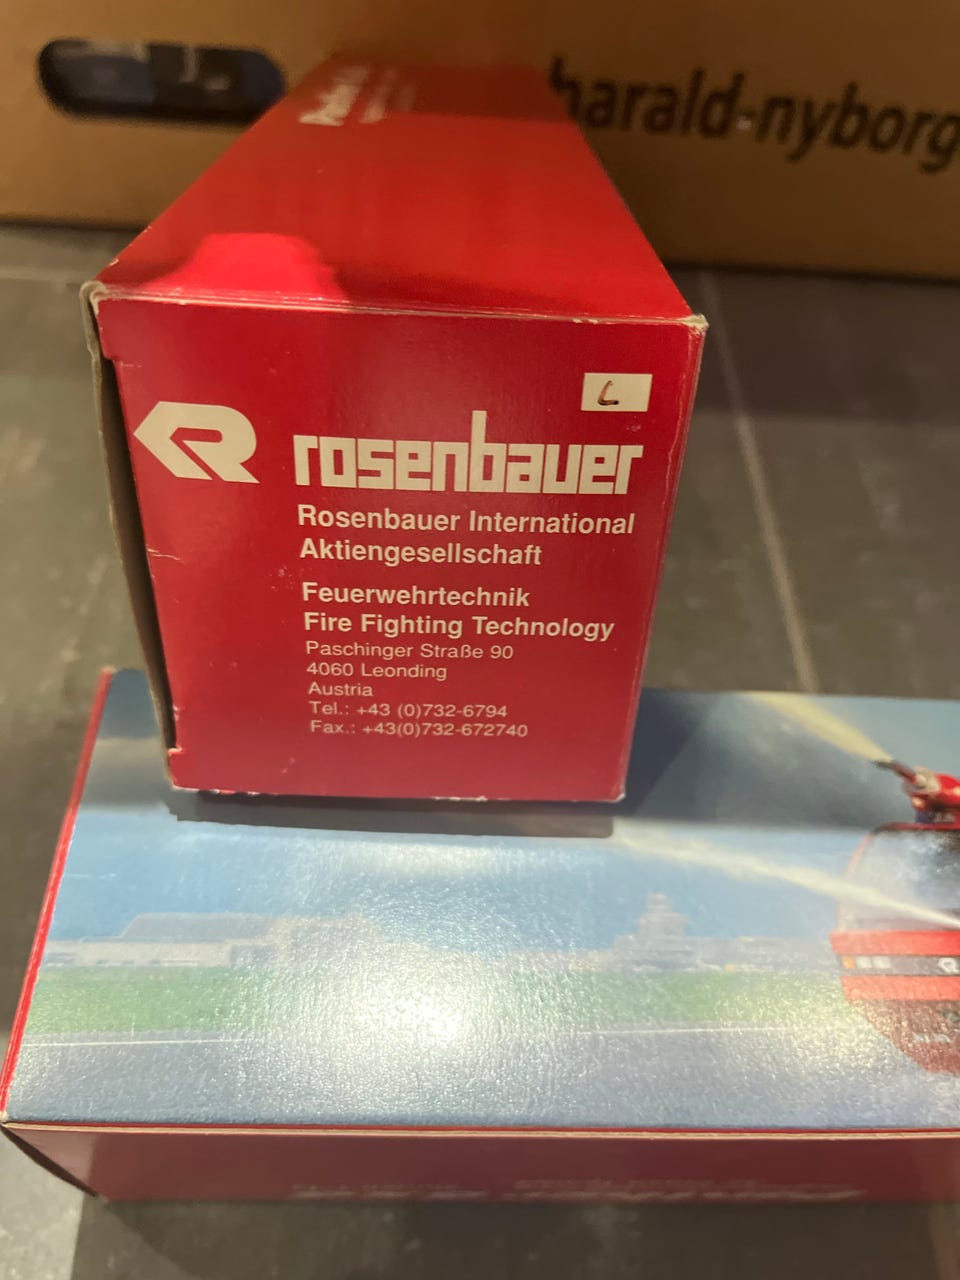 harald-nyborg
L
rosenbauer
Rosenbauer International
Aktiengesellschaft
Feuerwehrtechnik
Fire Fighting Technology
Paschinger Straße 90
4060 Leonding
Austria
Tel.: +43 (0)732-6794
Fax.: +43(0)732-672740